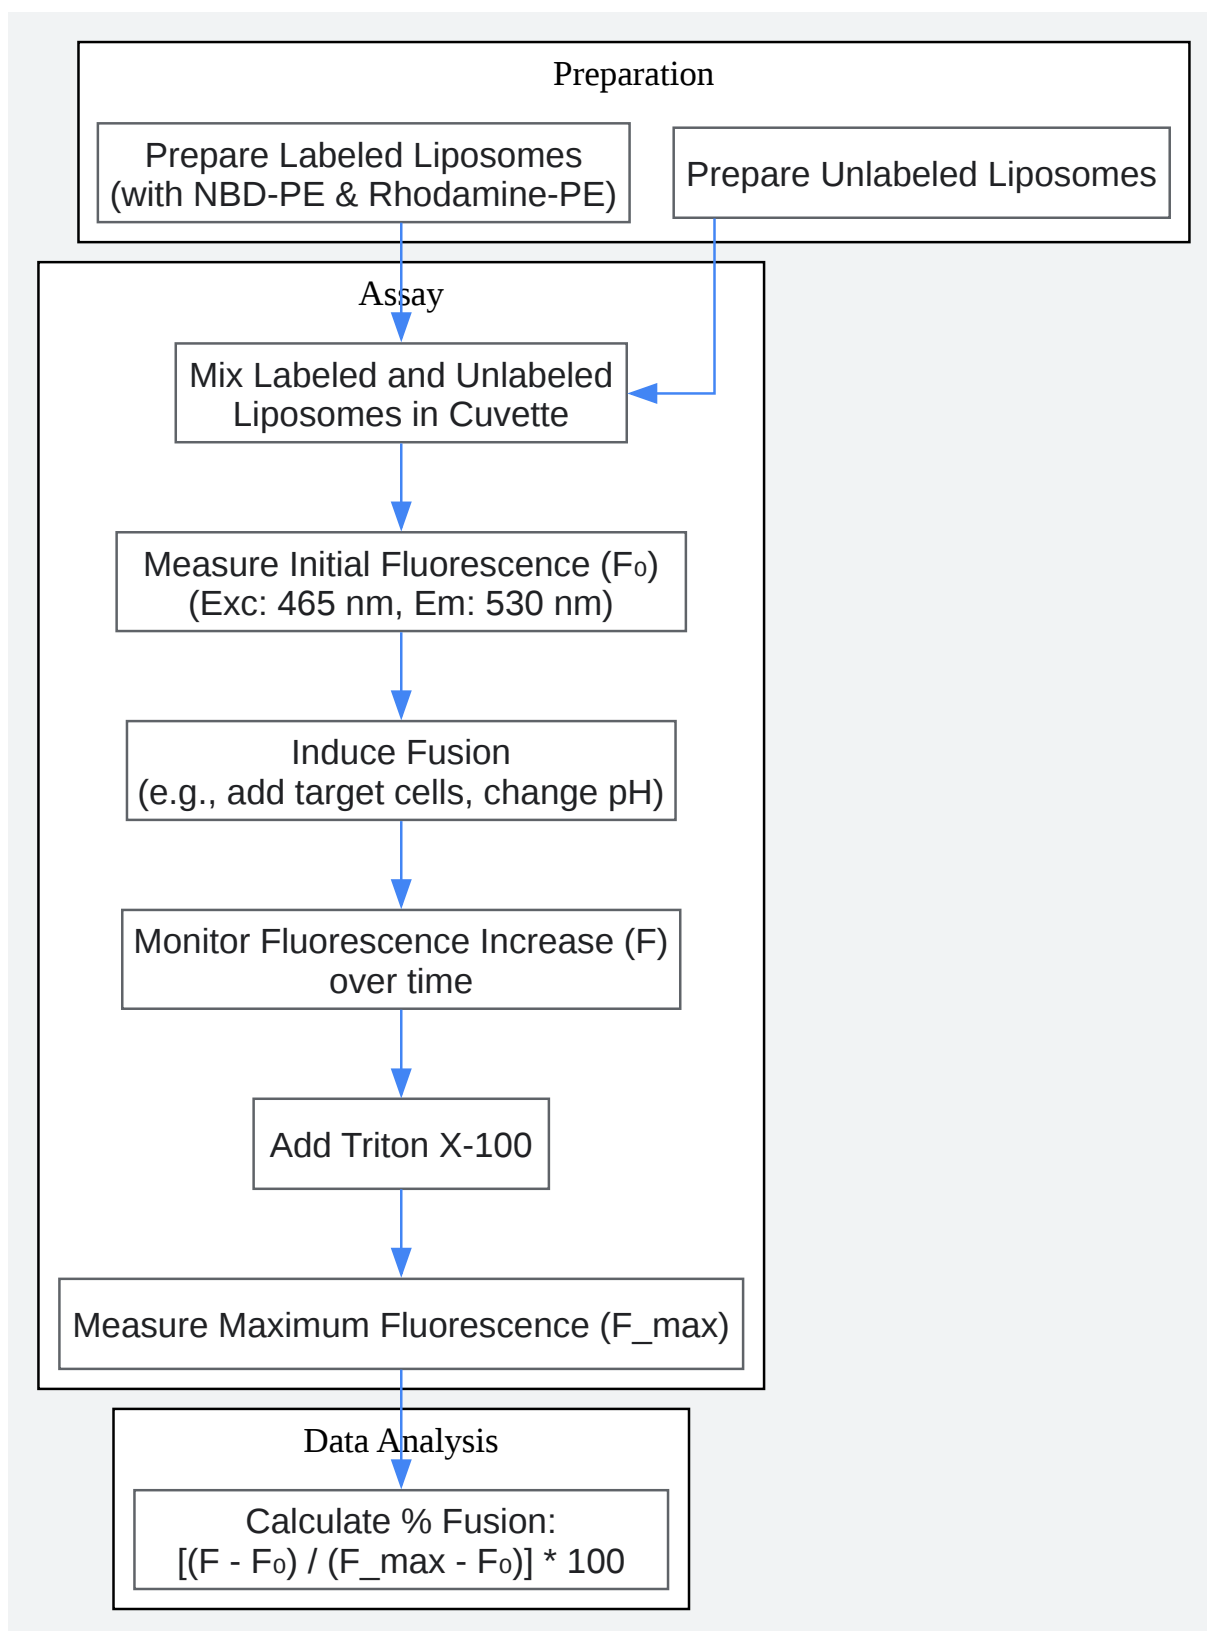 Preparation
Prepare Labeled Liposomes
(with NBD-PE & Rhodamine-PE)
Prepare Unlabeled Liposomes
Assay
Mix Labeled and Unlabeled
Liposomes in Cuvette
Measure Initial Fluorescence (F₀)
(Exc: 465 nm, Em: 530 nm)
Induce Fusion
(e.g., add target cells, change pH)
Monitor Fluorescence Increase (F)
over time
Add Triton X-100
Measure Maximum Fluorescence (F_max)
Data Analysis
Calculate % Fusion:
[(F - F₀) / (F_max - F₀)] * 100